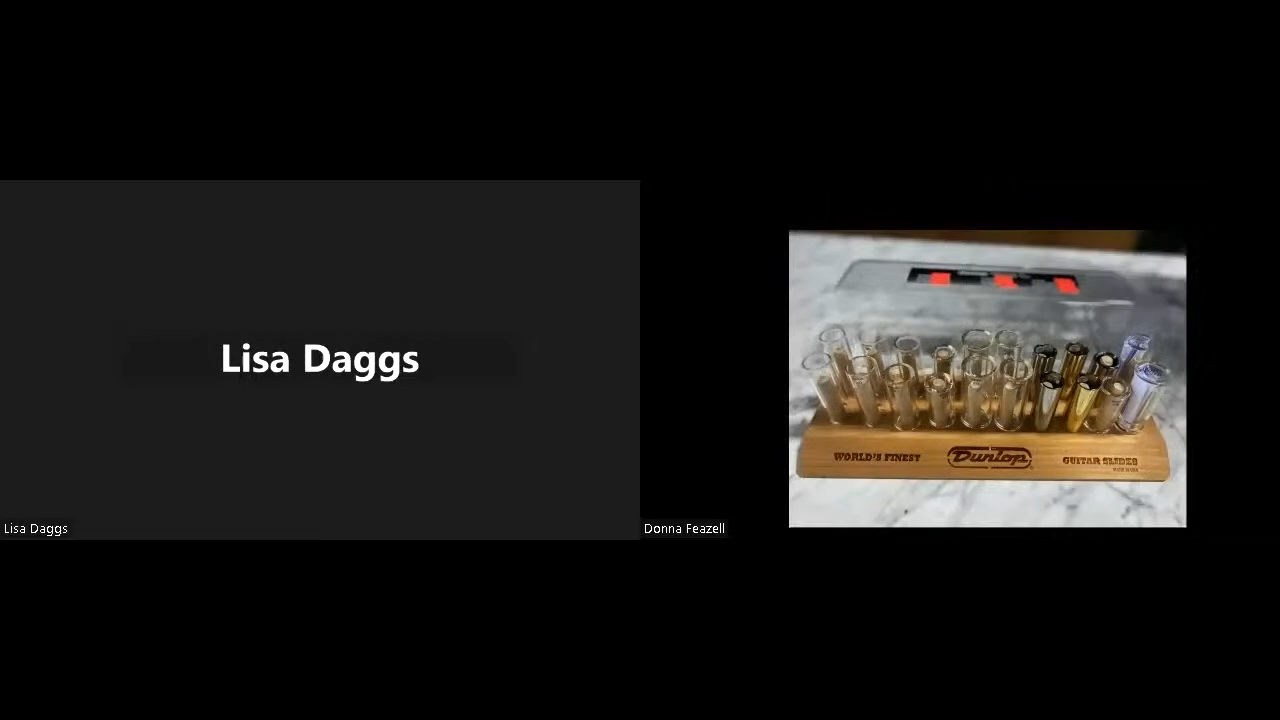 Lisa Daggs
Lisa Daggs
Donna Feazell
WORLD'S FINEST
Dunlop
GUITAR SLIDES